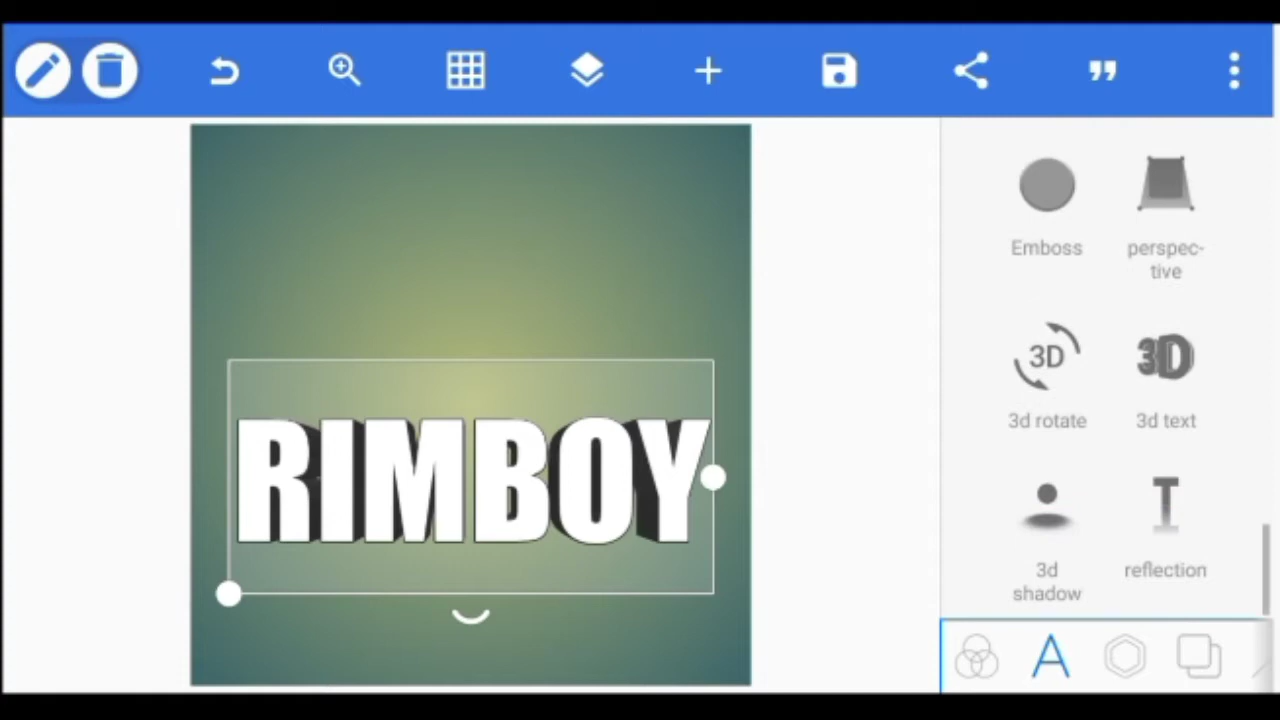 Emboss
perspec-
tive
RIMBOY
3D
3D
3d rotate
3d text
T
3d
shadow
reflection
A